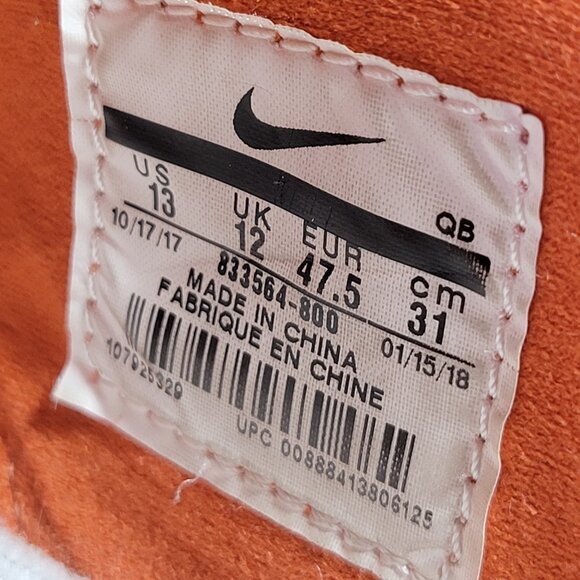 QB
US UK EUR cm
13 12 47.5 31
10/17/17 833564-800 01/15/18
MADE IN CHINA
FABRIQUE EN CHINE
107925329
UPC 00888413806125